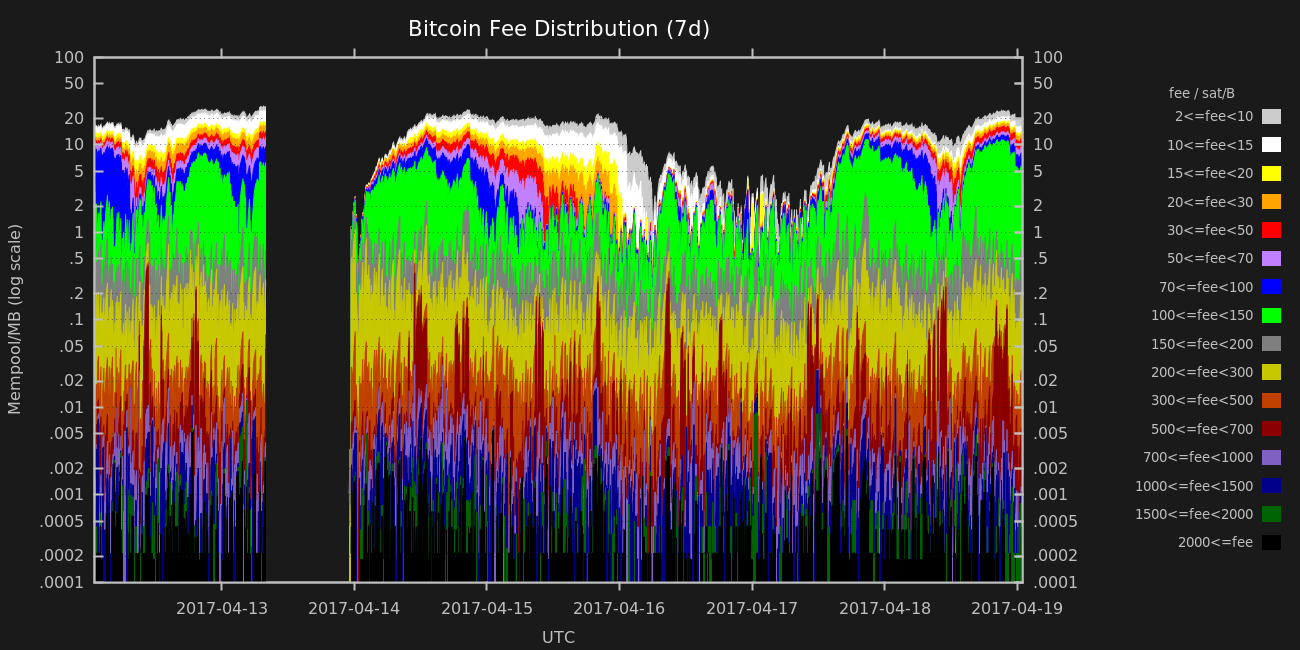 Bitcoin Fee Distribution (7d)
Mempool/MB (log scale)
100
50
20
10
5
2
1
.5
.2
.1
.05
.02
.01
.005
.002
.001
.0005
.0002
.0001
100
50
20
10
5
2
1
.5
.2
.1
.05
.02
.01
.005
.002
.001
.0005
.0002
.0001
2017-04-13 2017-04-14 2017-04-15 2017-04-16 2017-04-17 2017-04-18 2017-04-19
UTC
fee / sat/B
2<=fee<10
10<=fee<15
15<=fee<20
20<=fee<30
30<=fee<50
50<=fee<70
70<=fee<100
100<=fee<150
150<=fee<200
200<=fee<300
300<=fee<500
500<=fee<700
700<=fee<1000
1000<=fee<1500
1500<=fee<2000
2000<=fee